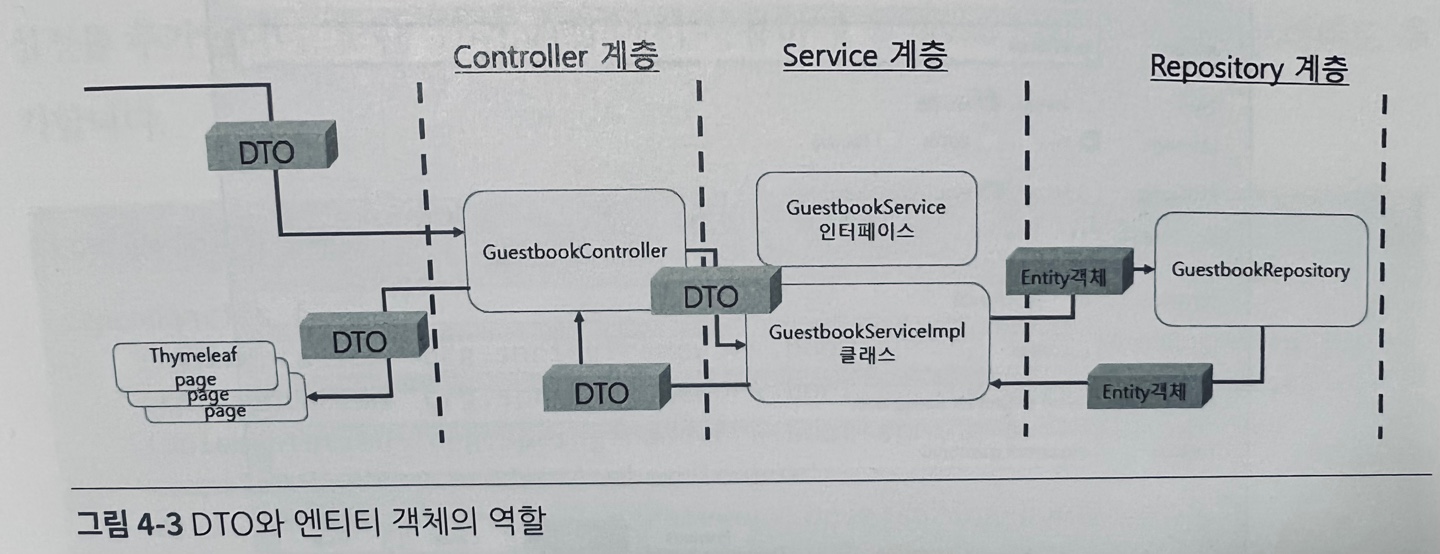 Controller 계층
Service 계층
Repository 계층
DTO
GuestbookService
인터페이스
GuestbookController
Entity객체
GuestbookRepository
DTO
DTO
GuestbookServiceImpl
클래스
Thymeleaf
page
page
page
DTO
Entity객체
그림 4-3 DTO와 엔티티 객체의 역할